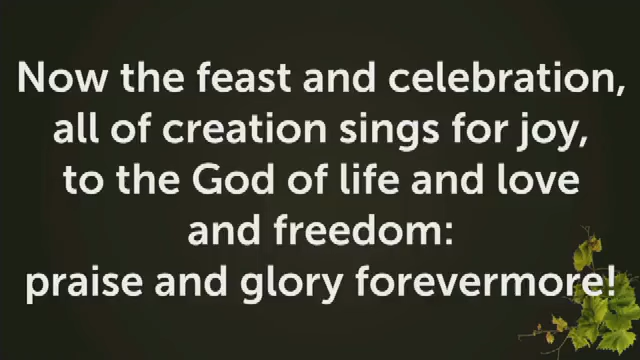 Now the feast and celebration,
all of creation sings for joy,
to the God of life and love
and freedom:
praise and glory forevermore!